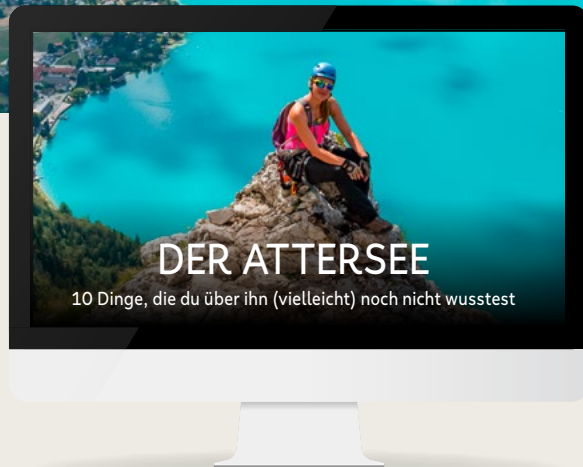 DER ATTERSEE
10 Dinge, die du über ihn (vielleicht) noch nicht wusstest